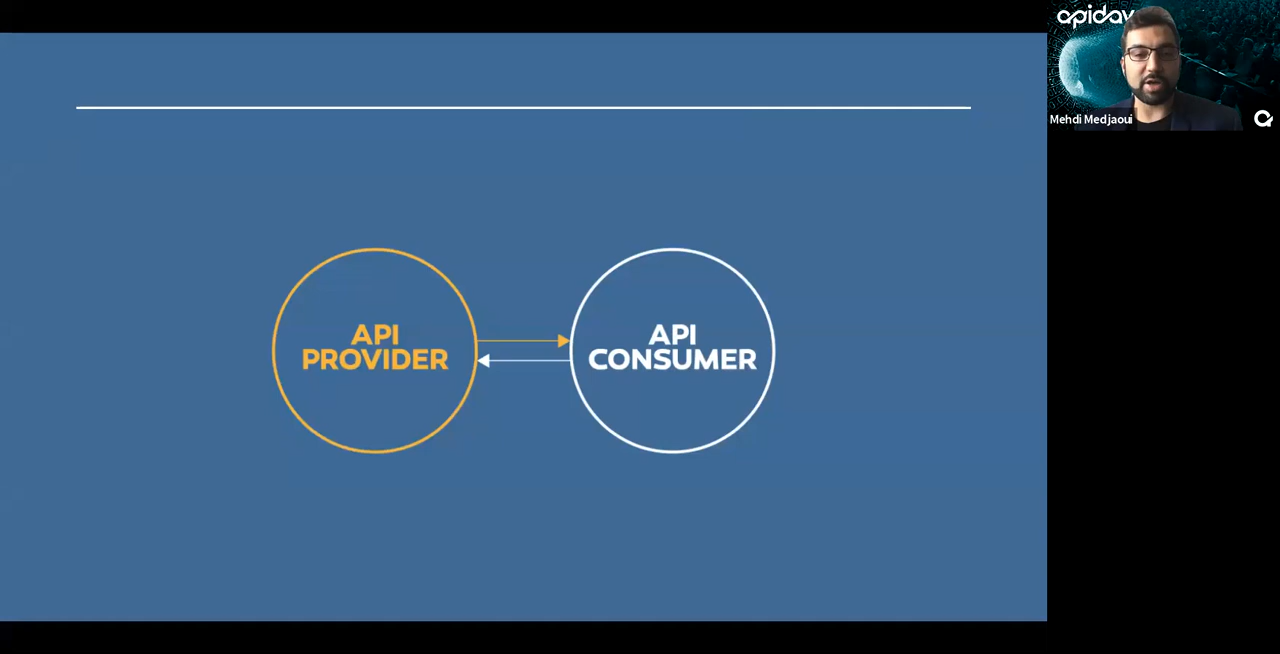 API
PROVIDER
API
CONSUMER
apiday
Mehdi Medjaoui